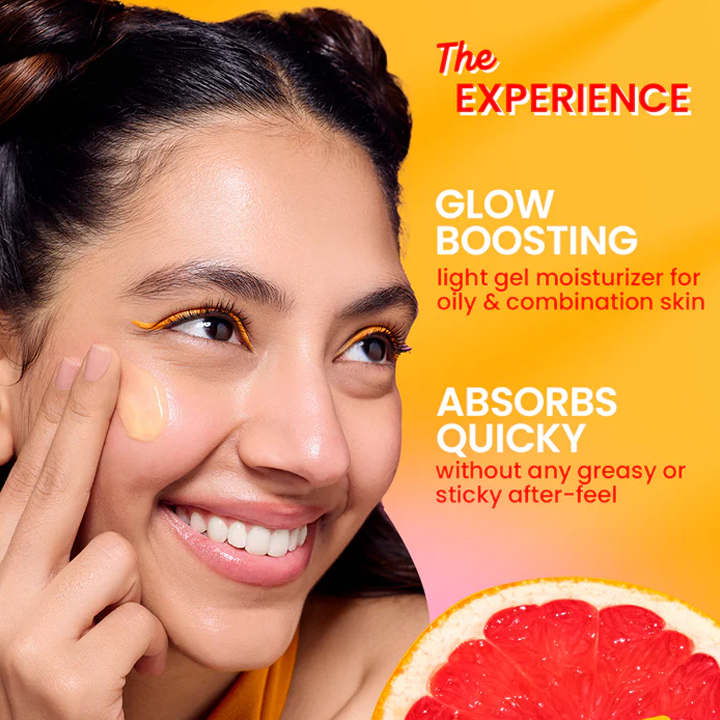 The
EXPERIENCE
GLOW
BOOSTING
light gel moisturizer for
oily & combination skin
ABSORBS
QUICKY
without any greasy or
sticky after-feel